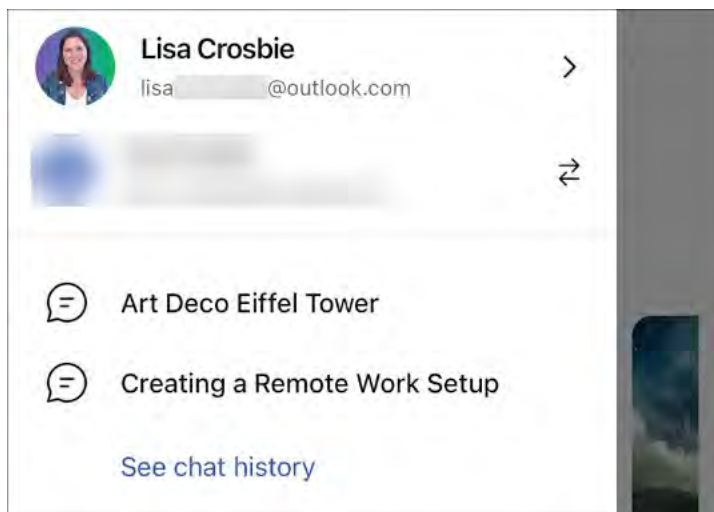 Lisa Crosbie
lisa @outlook.com
Art Deco Eiffel Tower
Creating a Remote Work Setup
See chat history